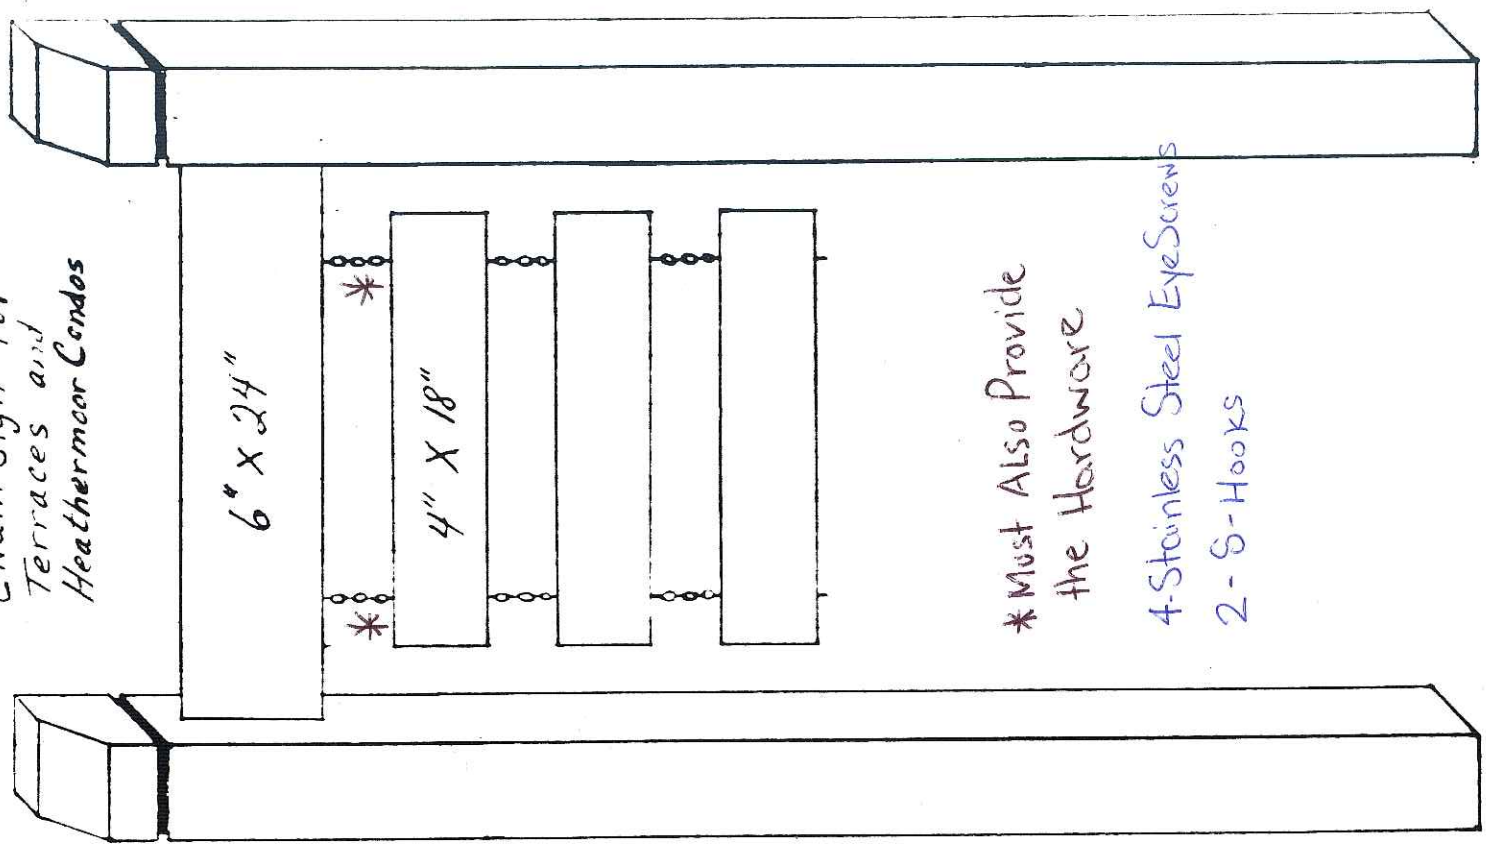 Terraces and
Heathermoor Condos
6" X 24"
*
*
4" X 18"
* Must Also Provide
the Hardware
4-Stainless Steel EyeScrews
2-S-Hooks